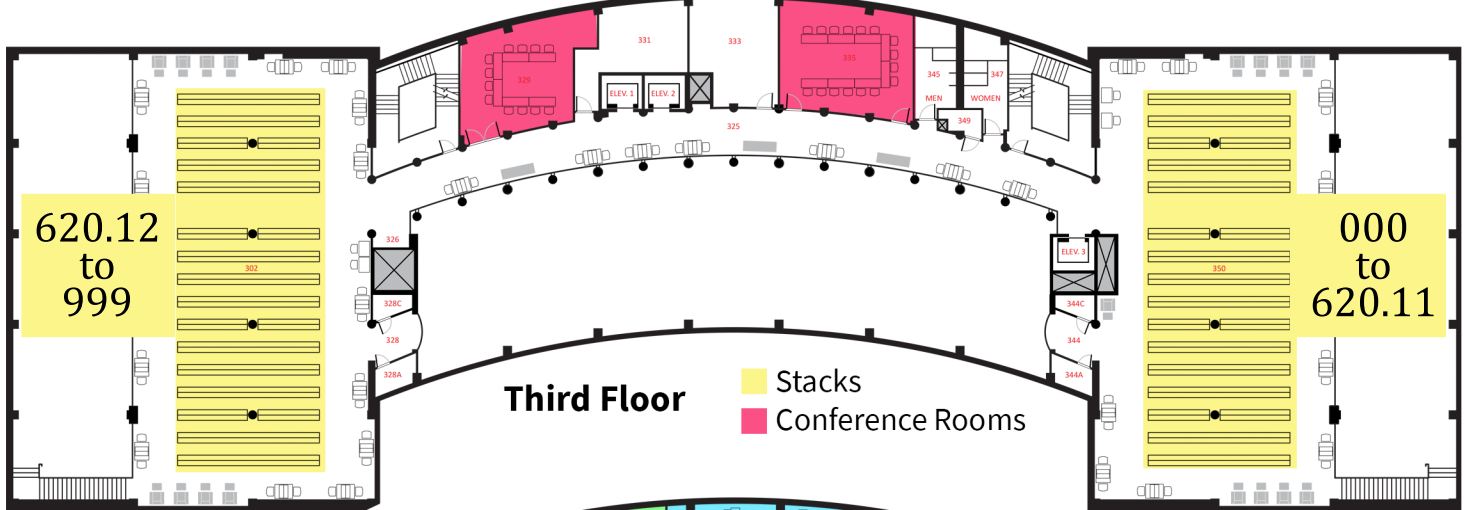 331
333
329
335
345
347
ELEV. 1
ELEV. 2
MEN
WOMEN
349
325
620.12
to
999
302
326
328C
328
328A
ELEV. 3
344C
344
344A
350
000
to
620.11
Third Floor
Stacks
Conference Rooms